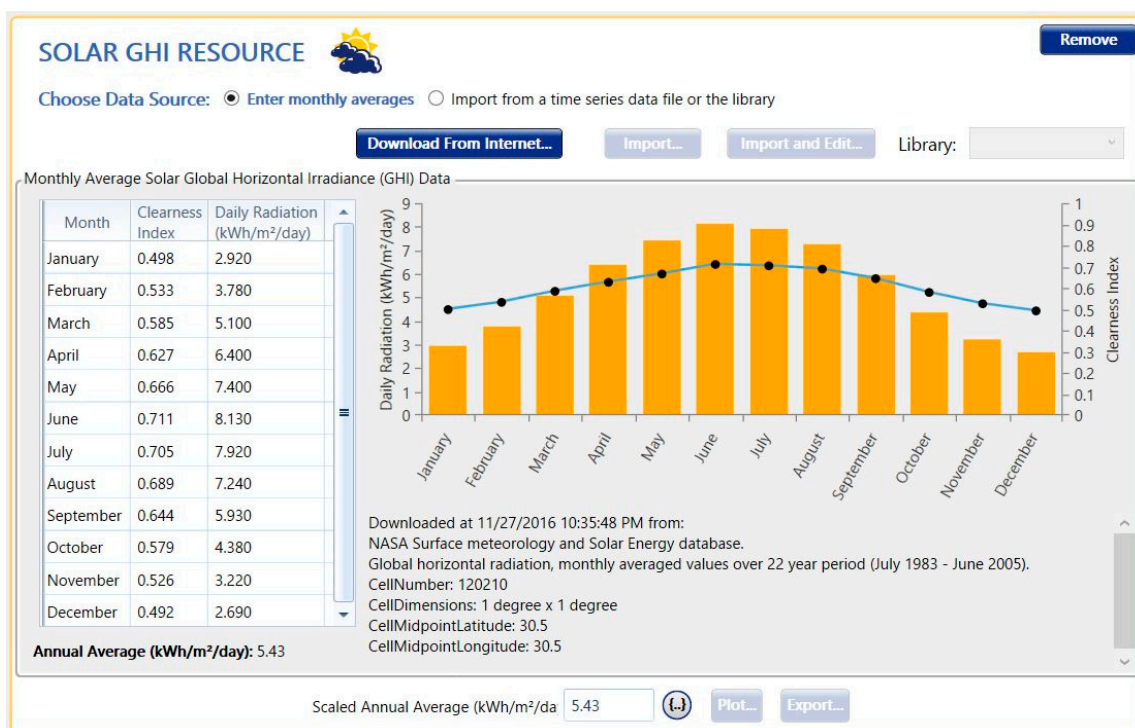 SOLAR GHI RESOURCE
Remove
Choose Data Source: Enter monthly averages Import from a time series data file or the library
Download From Internet... Import... Import and Edit... Library:
Monthly Average Solar Global Horizontal Irradiance (GHI) Data
Month Clearness Index Daily Radiation (kWh/m²/day)
January 0.498 2.920
February 0.533 3.780
March 0.585 5.100
April 0.627 6.400
May 0.666 7.400
June 0.711 8.130
July 0.705 7.920
August 0.689 7.240
September 0.644 5.930
October 0.579 4.380
November 0.526 3.220
December 0.492 2.690
Annual Average (kWh/m²/day): 5.43
Daily Radiation (kWh/m²/day)
9
8
7
6
5
4
3
2
1
0
1
0.9
0.8
0.7
0.6
0.5
0.4
0.3
0.2
0.1
0
Clearness Index
January February March April May June July August September October November December
Downloaded at 11/27/2016 10:35:48 PM from:
NASA Surface meteorology and Solar Energy database.
Global horizontal radiation, monthly averaged values over 22 year period (July 1983 - June 2005).
CellNumber: 120210
CellDimensions: 1 degree x 1 degree
CellMidpointLatitude: 30.5
CellMidpointLongitude: 30.5
Scaled Annual Average (kWh/m²/da 5.43 {..} Plot... Export...